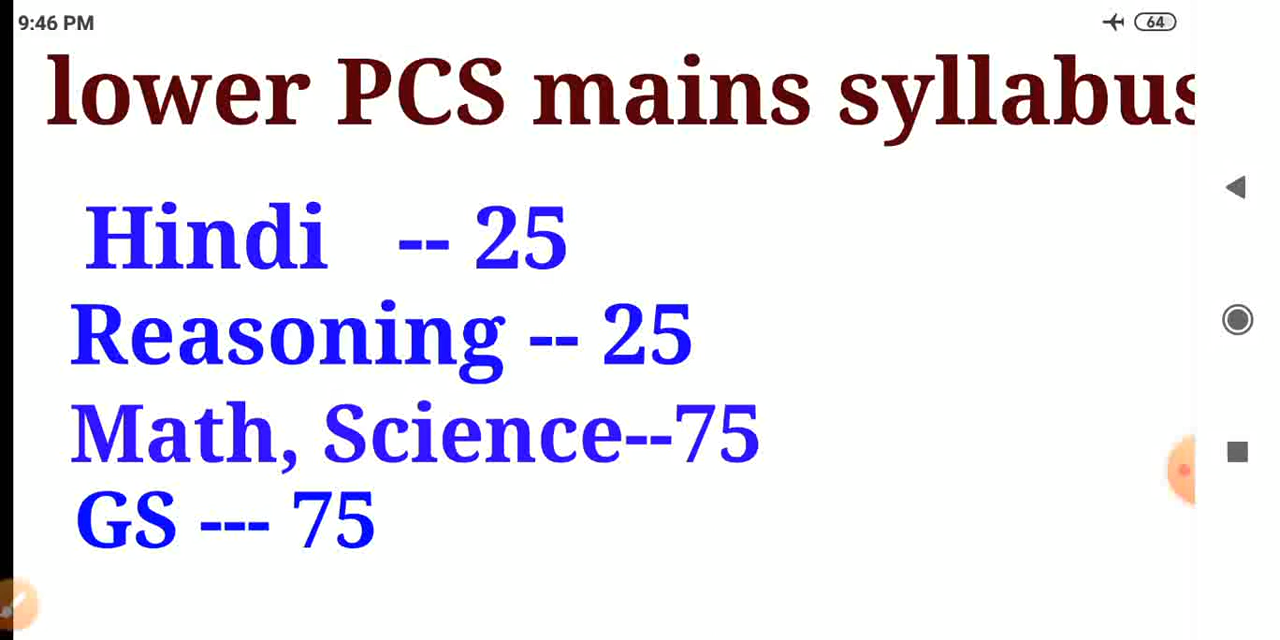 9:46 PM
64
lower PCS mains syllabus
Hindi -- 25
Reasoning -- 25
Math, Science--75
GS --- 75